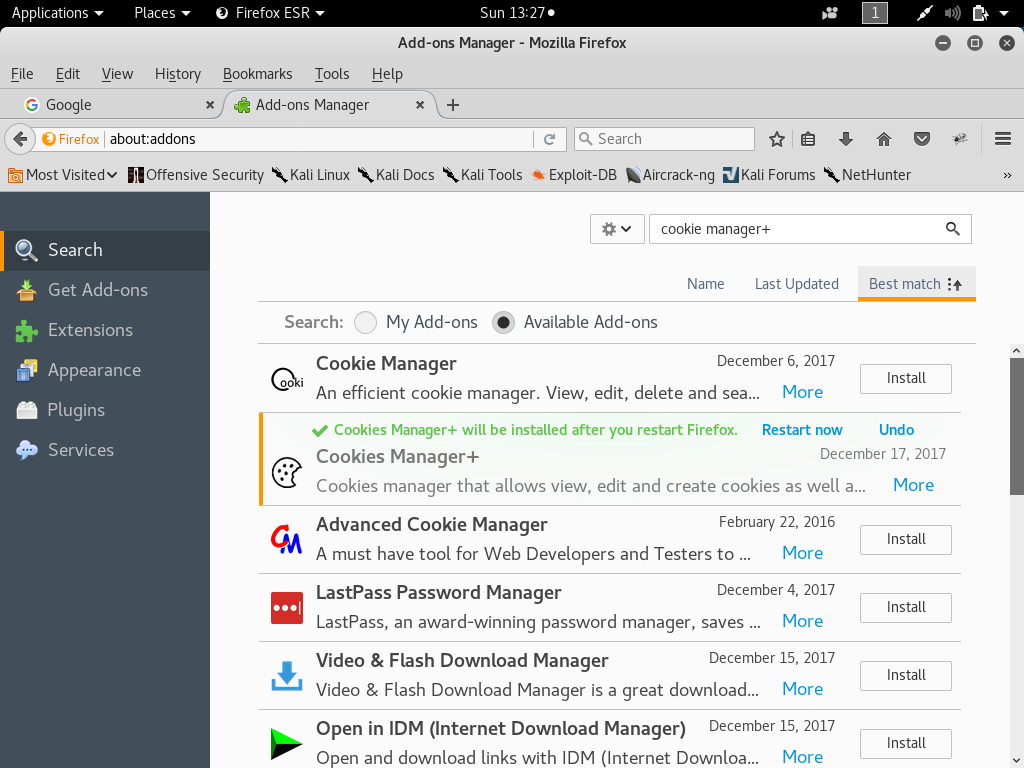 Applications Places Firefox ESR Sun 13:27 1
Add-ons Manager - Mozilla Firefox
File Edit View History Bookmarks Tools Help
Google Add-ons Manager
Firefox about:addons Search
Most Visited Offensive Security Kali Linux Kali Docs Kali Tools Exploit-DB Aircrack-ng Kali Forums NetHunter »
cookie manager+
Search
Get Add-ons
Extensions
Appearance
Plugins
Services
Name Last Updated Best match
Search: My Add-ons Available Add-ons
Cookie Manager December 6, 2017
Ooki
An efficient cookie manager. View, edit, delete and sea... More Install
Cookies Manager+ will be installed after you restart Firefox. Restart now Undo
Cookies Manager+ December 17, 2017
Cookies manager that allows view, edit and create cookies as well a... More
Advanced Cookie Manager February 22, 2016
CM
A must have tool for Web Developers and Testers to ... More Install
LastPass Password Manager December 4, 2017
LastPass, an award-winning password manager, saves ... More Install
Video & Flash Download Manager December 15, 2017
Video & Flash Download Manager is a great download... More Install
Open in IDM (Internet Download Manager) December 15, 2017
Open and download links with IDM (Internet Downloa... More Install